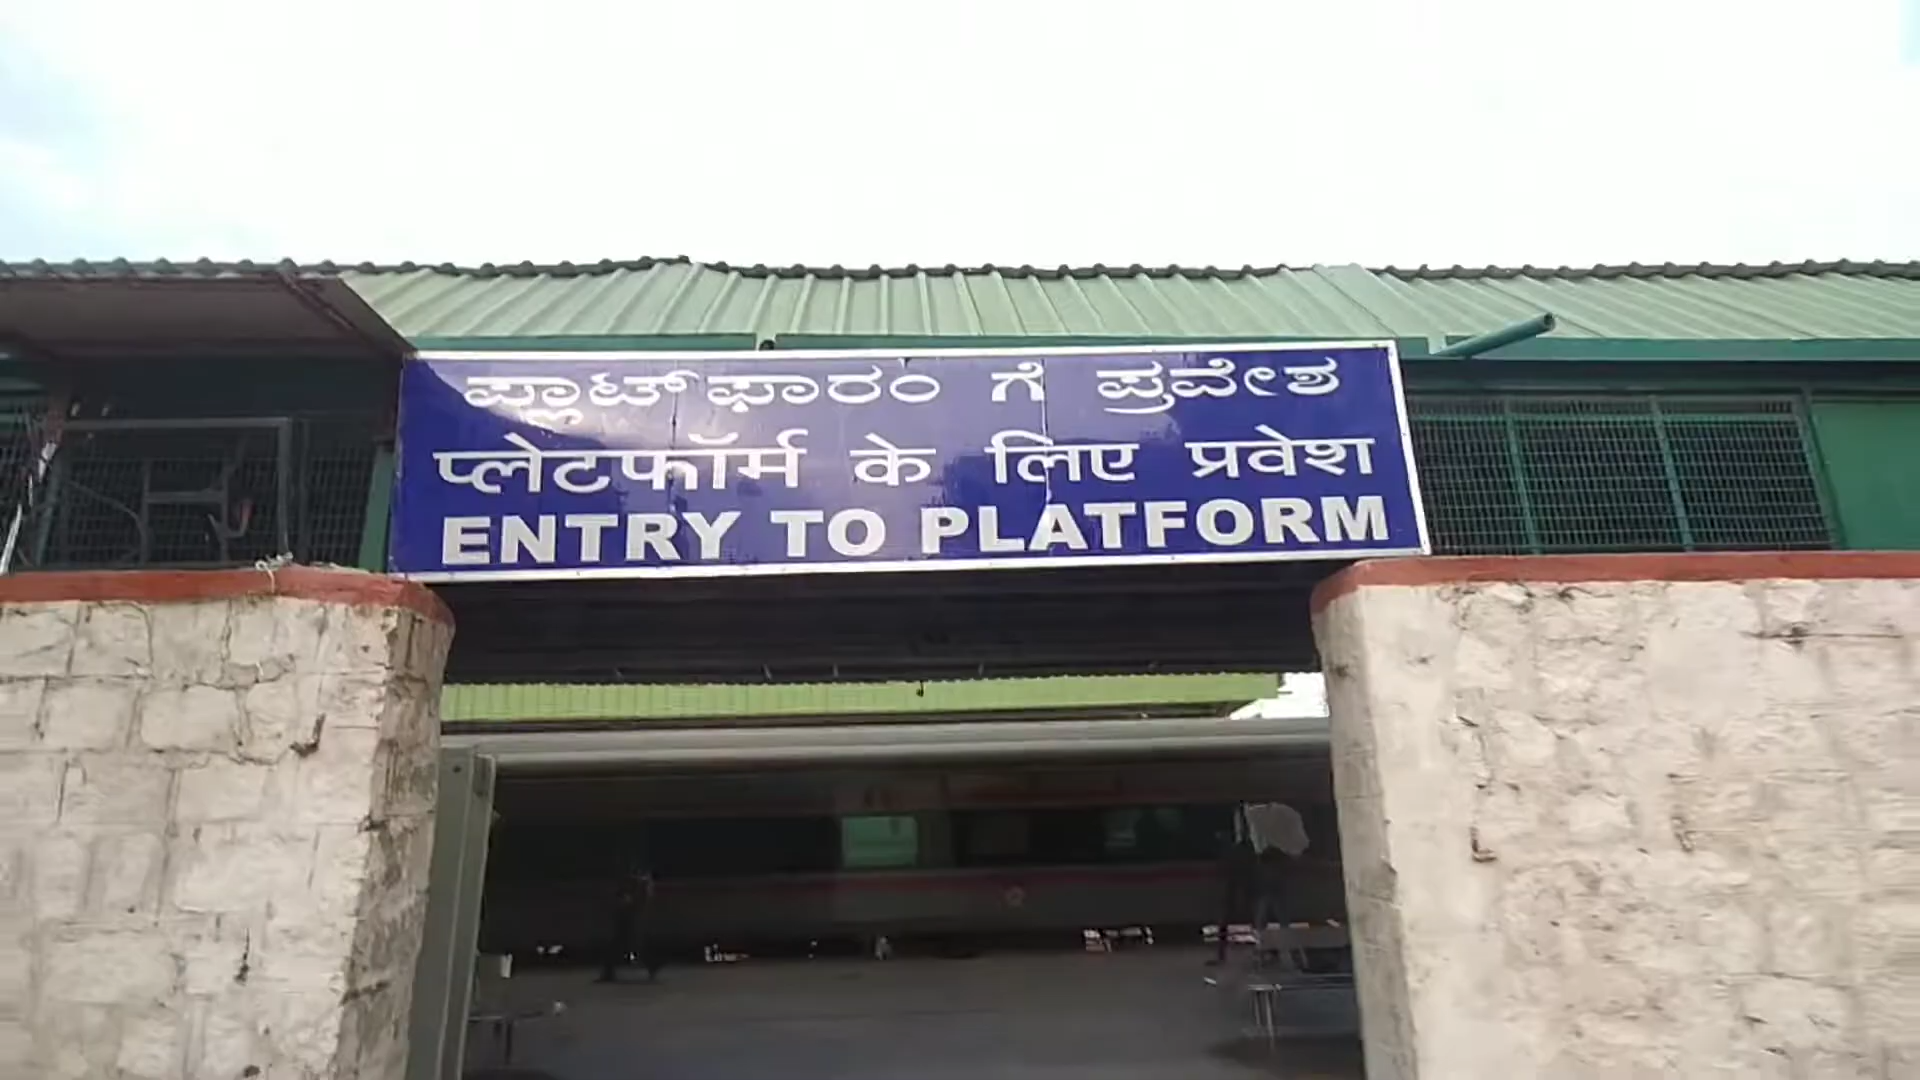 ಪ್ಲಾಟ್ ಫಾರಂ ಗೆ ಪ್ರವೇಶ
प्लेटफॉर्म के लिए प्रवेश
ENTRY TO PLATFORM